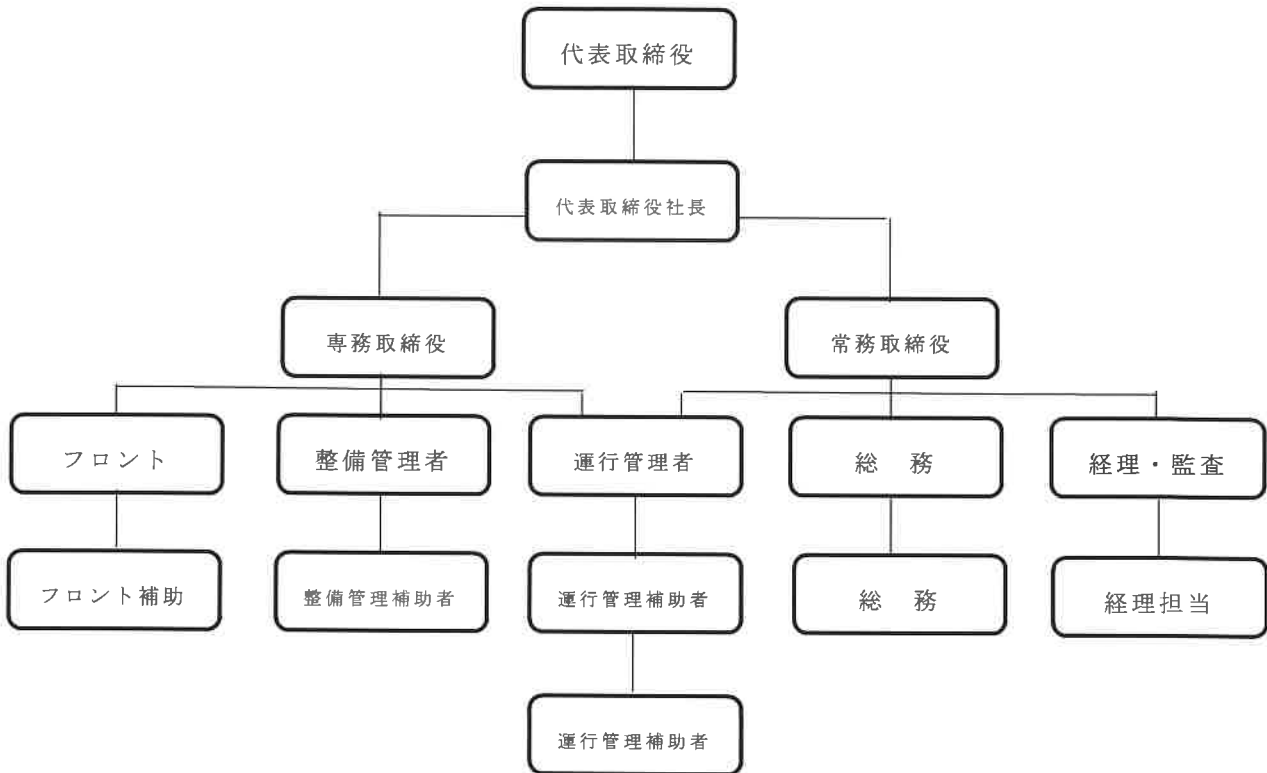 代表取締役
代表取締役社長
専務取締役
常務取締役
フロント
整備管理者
運行管理者
総　務
経理・監査
フロント補助
整備管理補助者
運行管理補助者
総　務
経理担当
運行管理補助者